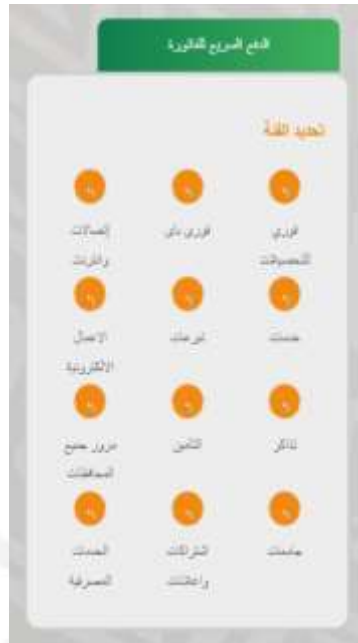 الدفع السريع للفاتورة
تحديد الفئة
فوري للتحصيلات
فوري داى
إتصالات وانترنت
خدمات
تبرعات
الاعمال الالكترونية
تذاكر
التأمين
مرور جميع المحافظات
جامعات
اشتراكات واعلانات
الخدمات المصرفية